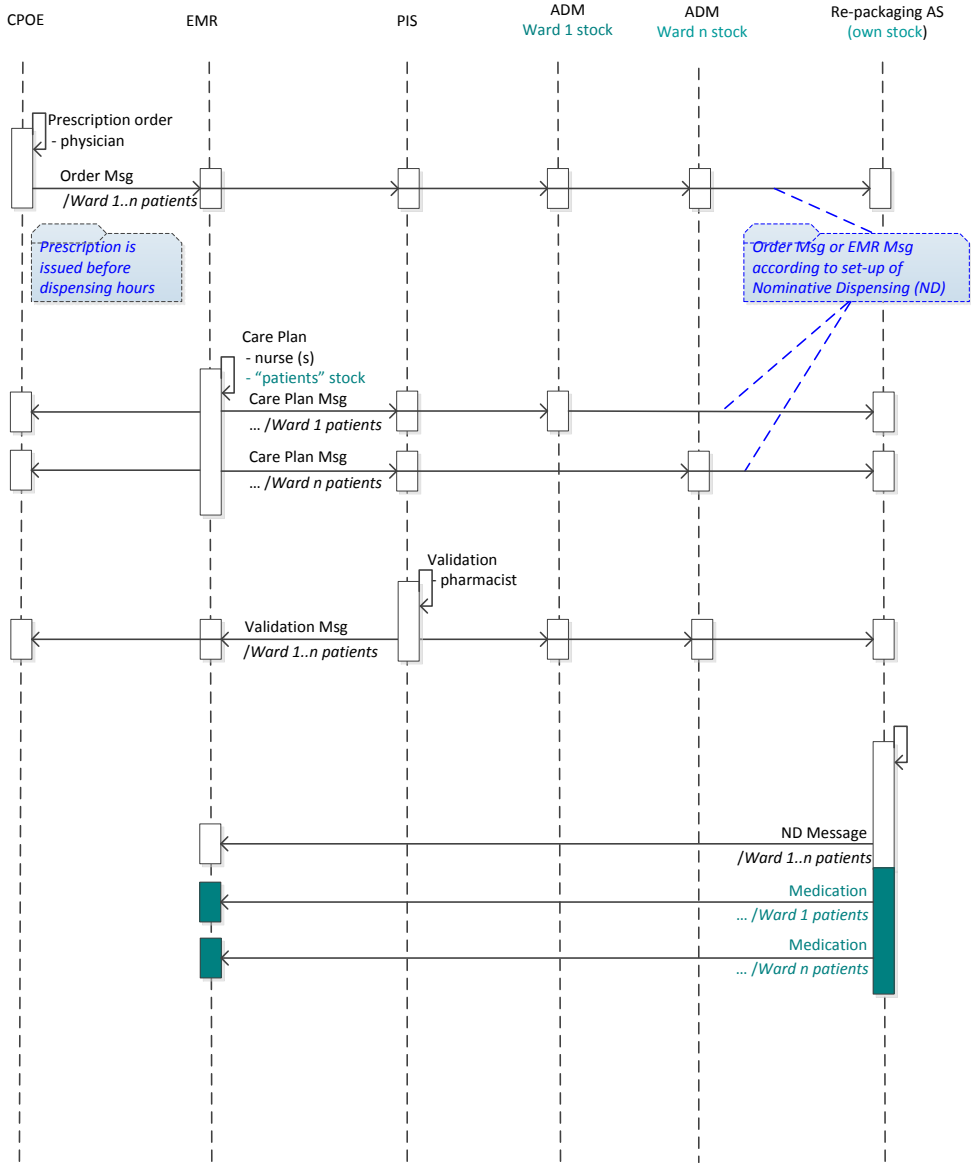 CPOE
EMR
PIS
ADM
Ward 1 stock
ADM
Ward n stock
Re-packaging AS
(own stock)
Prescription order
- physician
Order Msg
/Ward 1..n patients
Prescription is
issued before
dispensing hours
Order Msg or EMR Msg
according to set-up of
Nominative Dispensing (ND)
Care Plan
- nurse (s)
- “patients” stock
Care Plan Msg
... /Ward 1 patients
Care Plan Msg
... /Ward n patients
Validation
- pharmacist
Validation Msg
/Ward 1..n patients
ND Message
/Ward 1..n patients
Medication
... /Ward 1 patients
Medication
... /Ward n patients